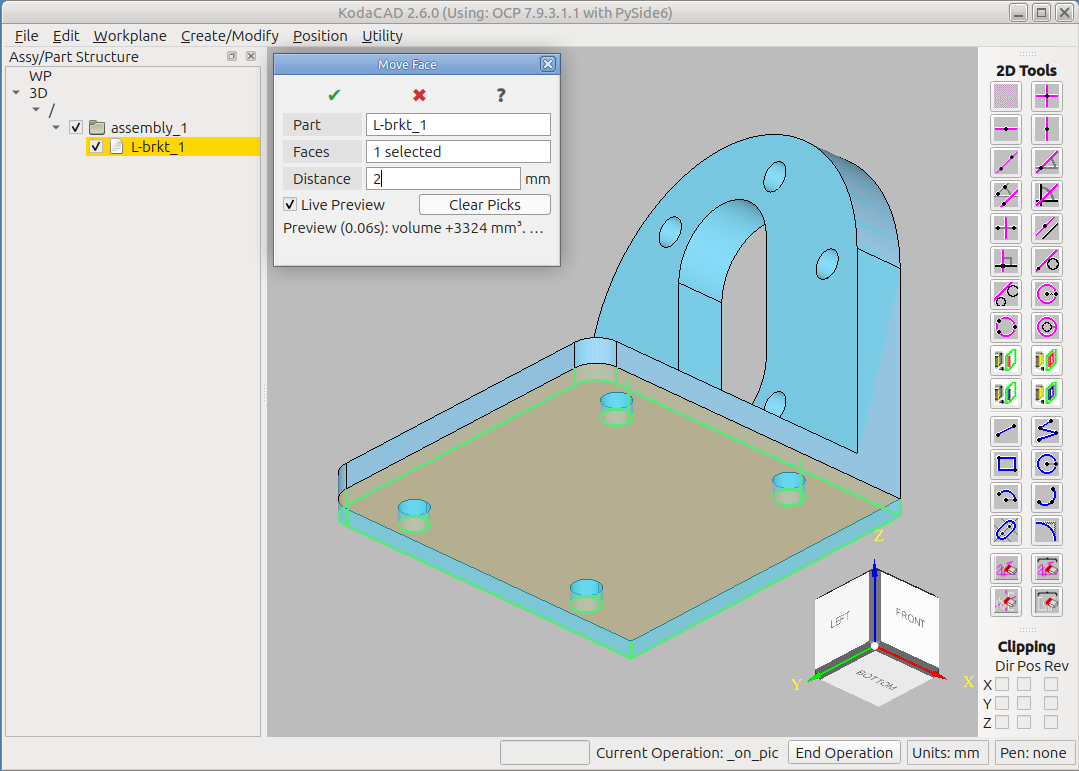 KodaCAD 2.6.0 (Using: OCP 7.9.3.1.1 with PySide6)
File Edit Workplane Create/Modify Position Utility
Assy/Part Structure
WP
3D
/
assembly_1
L-brkt_1
Move Face
?
Part L-brkt_1
Faces 1 selected
Distance 2 mm
Live Preview Clear Picks
Preview (0.06s): volume +3324 mm³. …
2D Tools
Z
LEFT FRONT
BOTTOM
Y X
Clipping
Dir Pos Rev
X
Y
Z
Current Operation: _on_pic End Operation Units: mm Pen: none